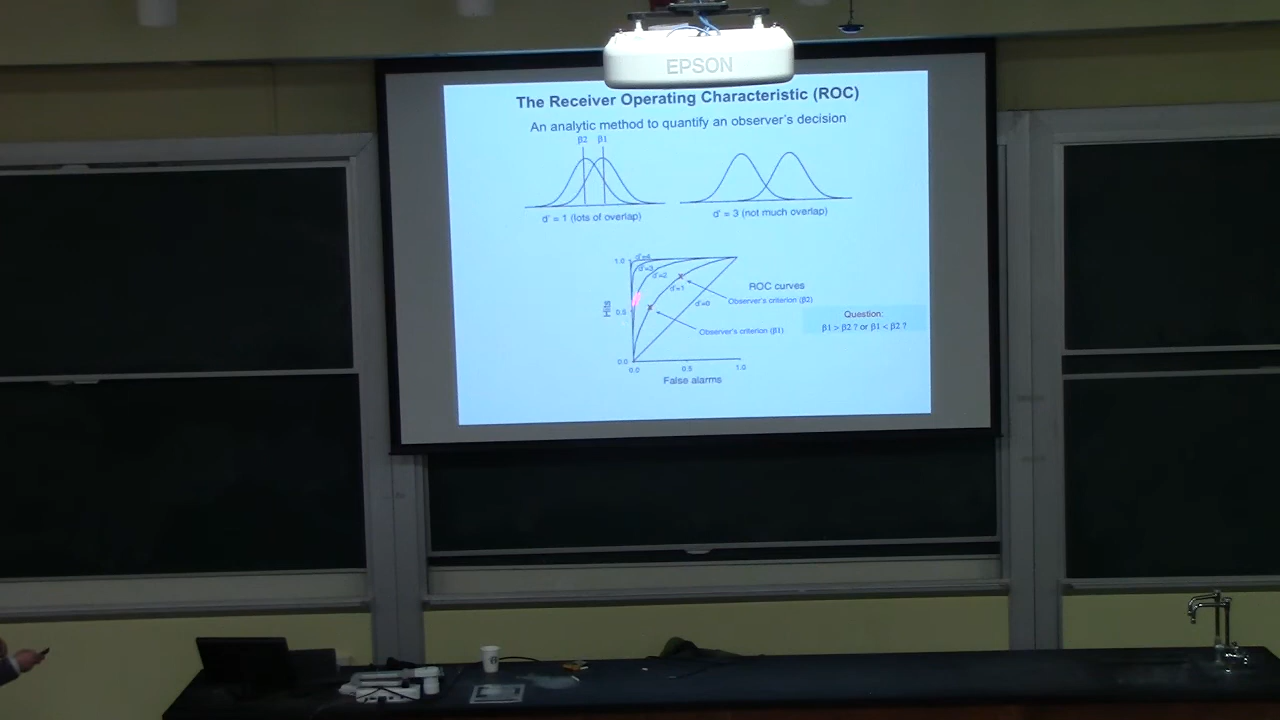 EPSON
The Receiver Operating Characteristic (ROC)
An analytic method to quantify an observer's decision
β2 β1
d' = 1 (lots of overlap)
d' = 3 (not much overlap)
1.0
d'=4
d'=3
d'=2
d'=1
d'=0
ROC curves
Observer's criterion (β2)
Hits
0.5
Observer's criterion (β1)
Question:
β1 > β2 ? or β1 < β2 ?
0.0
0.0 0.5 1.0
False alarms